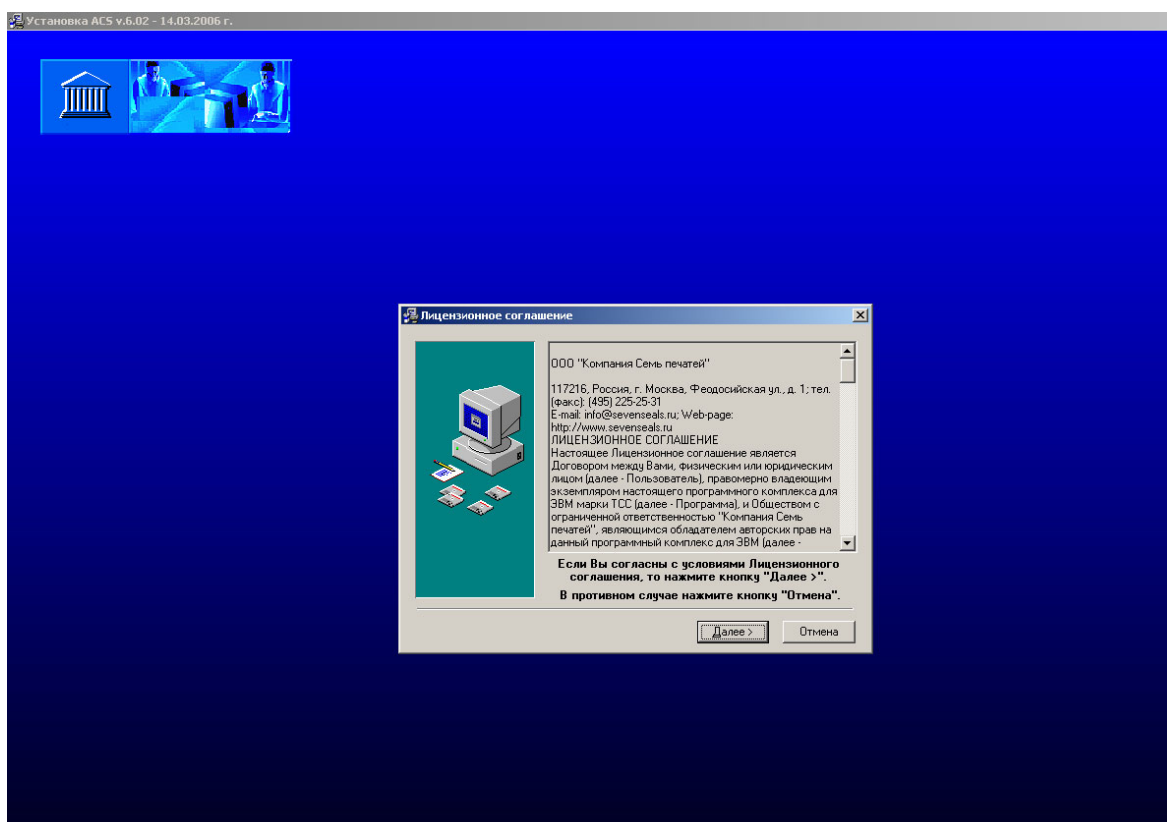 Установка ACS v.6.02 - 14.03.2006 г.
Лицензионное соглашение
ООО "Компания Семь печатей"
117216, Россия, г. Москва, Феодосийская ул., д. 1; тел.
(факс): (495) 225-25-31
E-mail: info@sevenseals.ru; Web-page:
http://www.sevenseals.ru
ЛИЦЕНЗИОННОЕ СОГЛАШЕНИЕ
Настоящее Лицензионное соглашение является
Договором между Вами, физическим или юридическим
лицом (далее - Пользователь), правомерно владеющим
экземпляром настоящего программного комплекса для
ЭВМ марки ТСС (далее - Программа), и Обществом с
ограниченной ответственностью "Компания Семь
печатей", являющимся обладателем авторских прав на
данный программный комплекс для ЭВМ (далее -
Если Вы согласны с условиями Лицензионного
соглашения, то нажмите кнопку "Далее >".
В противном случае нажмите кнопку "Отмена".
Далее >
Отмена